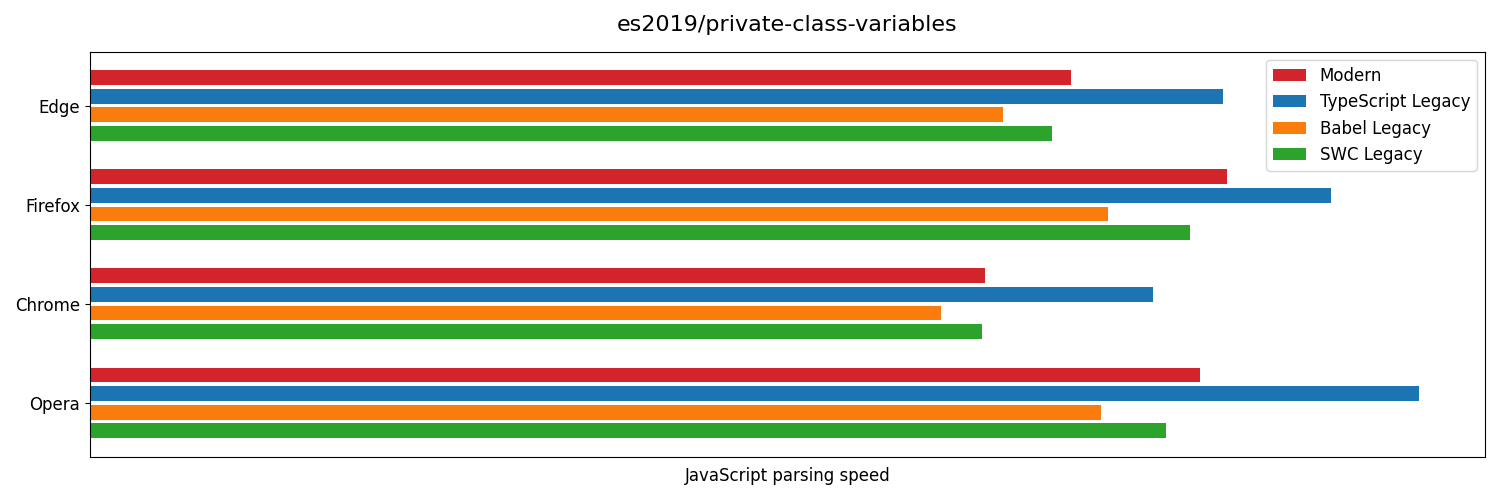 es2019/private-class-variables
Modern
TypeScript Legacy
Babel Legacy
SWC Legacy
Edge
Firefox
Chrome
Opera
JavaScript parsing speed